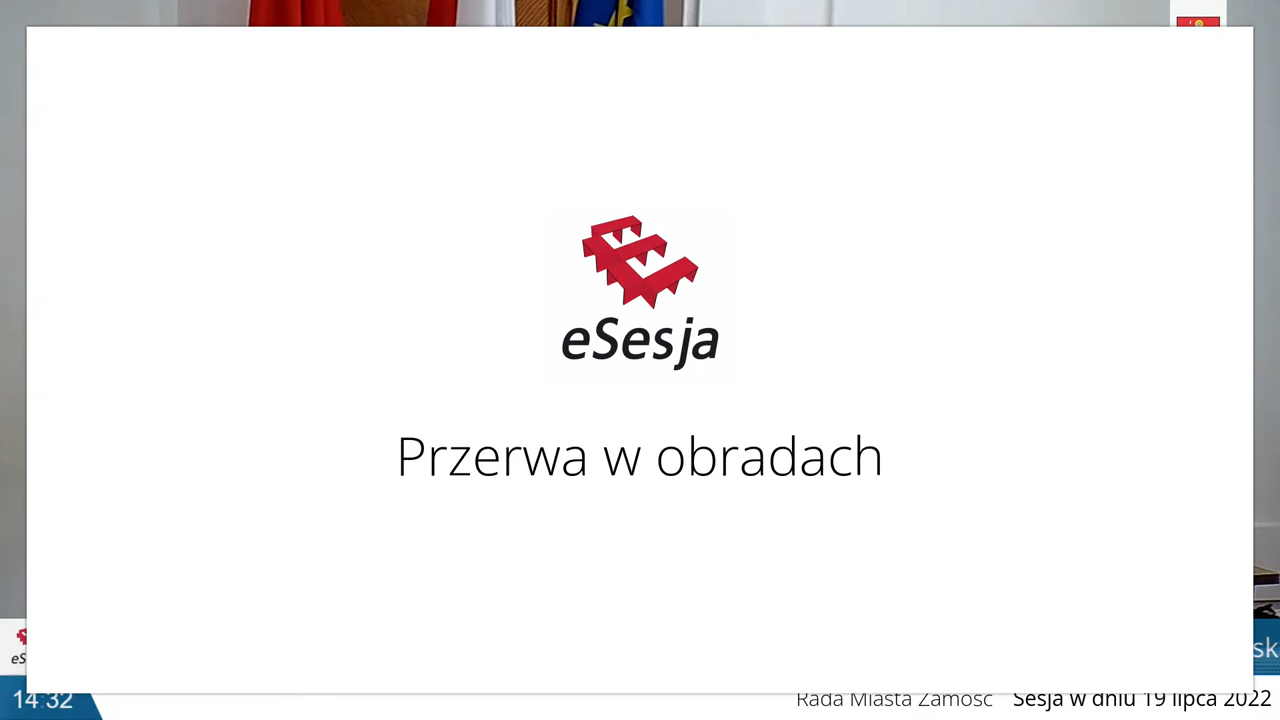 eSesja
Przerwa w obradach
14:32
Rada Miasta Zamość Sesja w dniu 19 lipca 2022